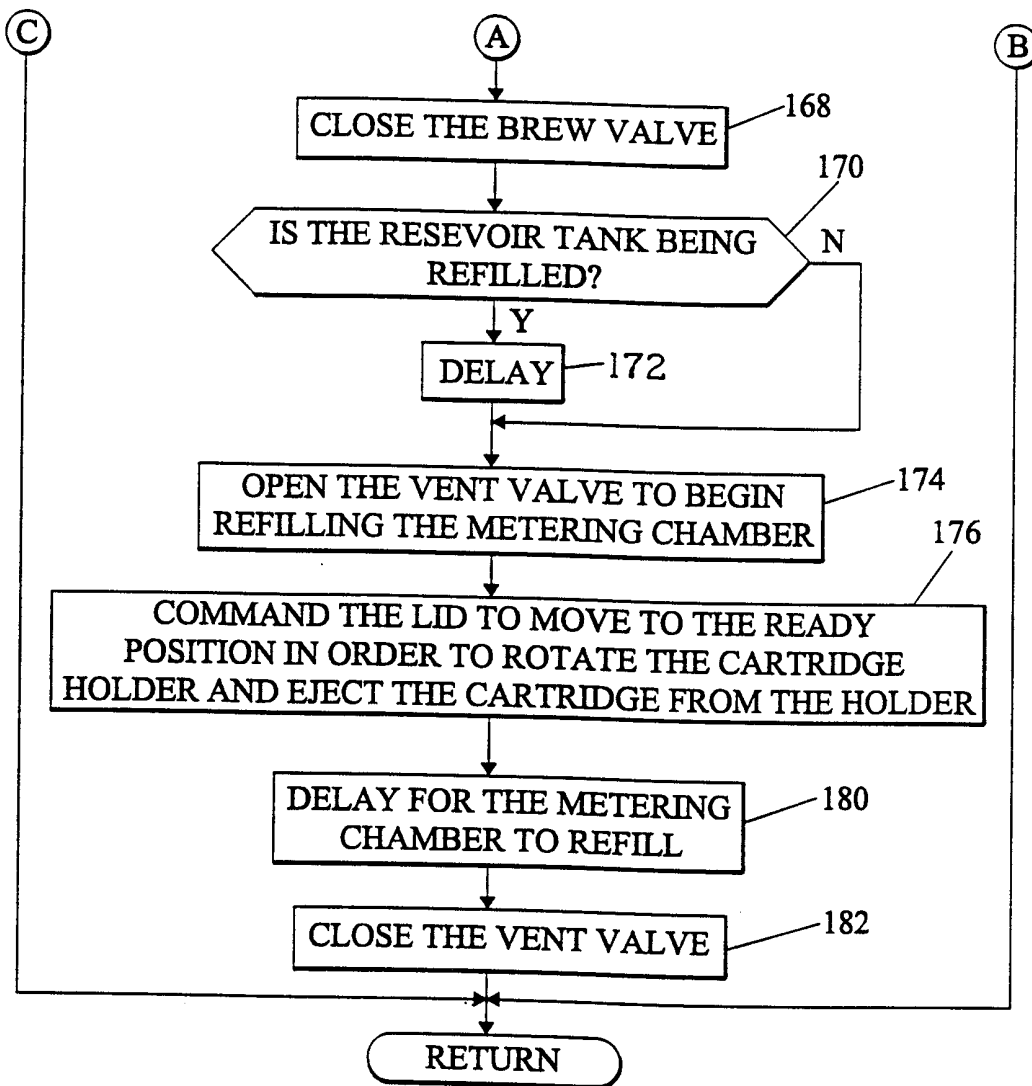 C
A
B
CLOSE THE BREW VALVE
168
170
IS THE RESEVOIR TANK BEING
REFILLED?
N
Y
DELAY
172
OPEN THE VENT VALVE TO BEGIN
REFILLING THE METERING CHAMBER
174
176
COMMAND THE LID TO MOVE TO THE READY
POSITION IN ORDER TO ROTATE THE CARTRIDGE
HOLDER AND EJECT THE CARTRIDGE FROM THE HOLDER
DELAY FOR THE METERING
CHAMBER TO REFILL
180
CLOSE THE VENT VALVE
182
RETURN